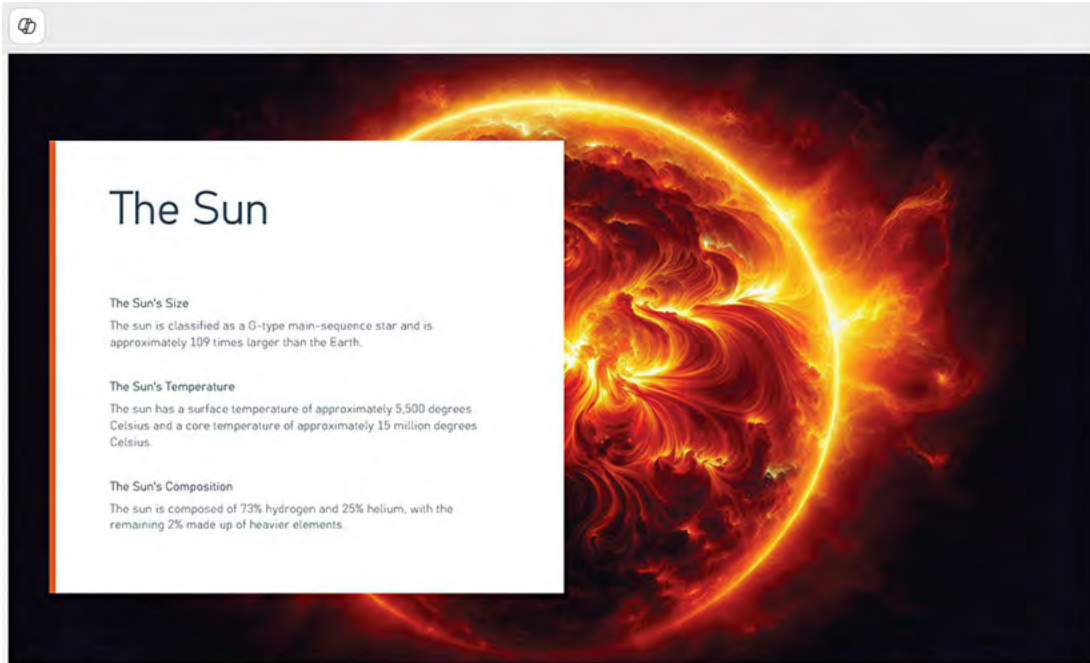 The Sun
The Sun's Size
The sun is classified as a G-type main-sequence star and is
approximately 109 times larger than the Earth.
The Sun's Temperature
The sun has a surface temperature of approximately 5,500 degrees
Celsius and a core temperature of approximately 15 million degrees
Celsius.
The Sun's Composition
The sun is composed of 73% hydrogen and 25% helium, with the
remaining 2% made up of heavier elements.